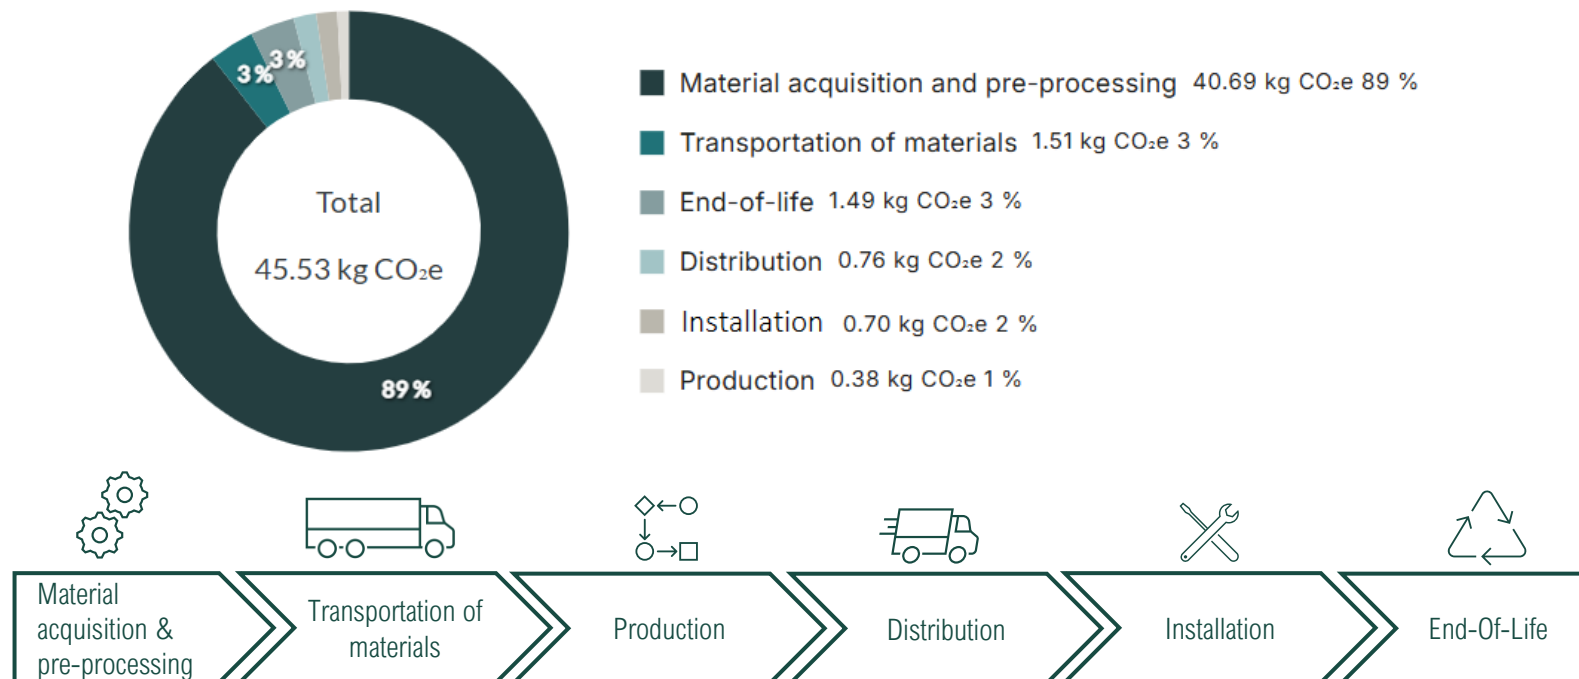 3%
3%
Total
45.53 kg CO₂e
89%
Material acquisition and pre-processing 40.69 kg CO₂e 89 %
Transportation of materials 1.51 kg CO₂e 3 %
End-of-life 1.49 kg CO₂e 3 %
Distribution 0.76 kg CO₂e 2 %
Installation 0.70 kg CO₂e 2 %
Production 0.38 kg CO₂e 1 %
Material
acquisition &
pre-processing
Transportation of
materials
Production
Distribution
Installation
End-Of-Life